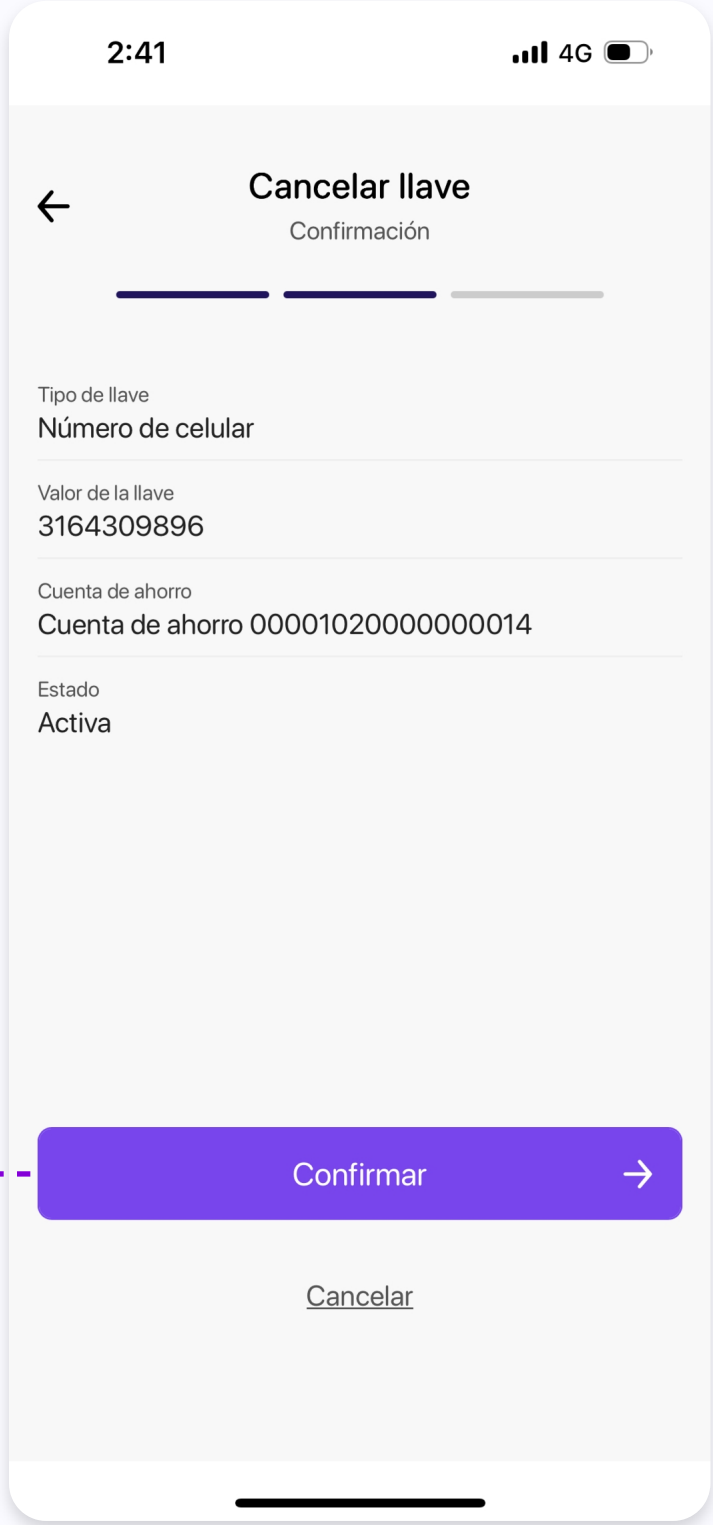 2:41 4G
Cancelar llave
Confirmación
Tipo de llave
Número de celular
Valor de la llave
3164309896
Cuenta de ahorro
Cuenta de ahorro 00001020000000014
Estado
Activa
Confirmar
Cancelar